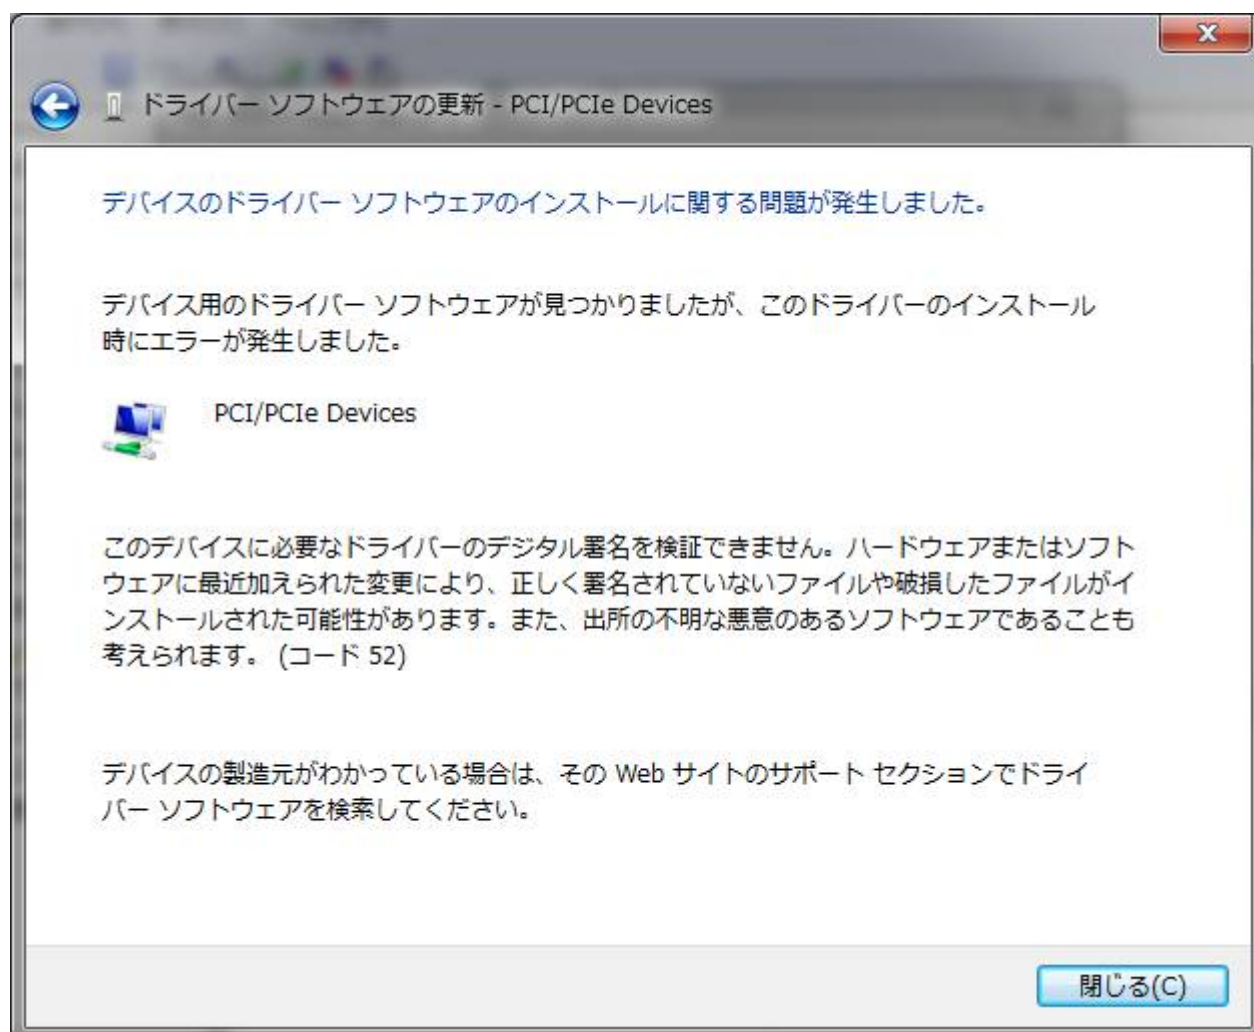 ドライバー ソフトウェアの更新 - PCI/PCIe Devices
デバイスのドライバー ソフトウェアのインストールに関する問題が発生しました。
デバイス用のドライバー ソフトウェアが見つかりましたが、このドライバーのインストール
時にエラーが発生しました。
PCI/PCIe Devices
このデバイスに必要なドライバーのデジタル署名を検証できません。ハードウェアまたはソフト
ウェアに最近加えられた変更により、正しく署名されていないファイルや破損したファイルがイ
ンストールされた可能性があります。また、出所の不明な悪意のあるソフトウェアであることも
考えられます。 (コード 52)
デバイスの製造元がわかっている場合は、その Web サイトのサポート セクションでドライ
バー ソフトウェアを検索してください。
閉じる(C)